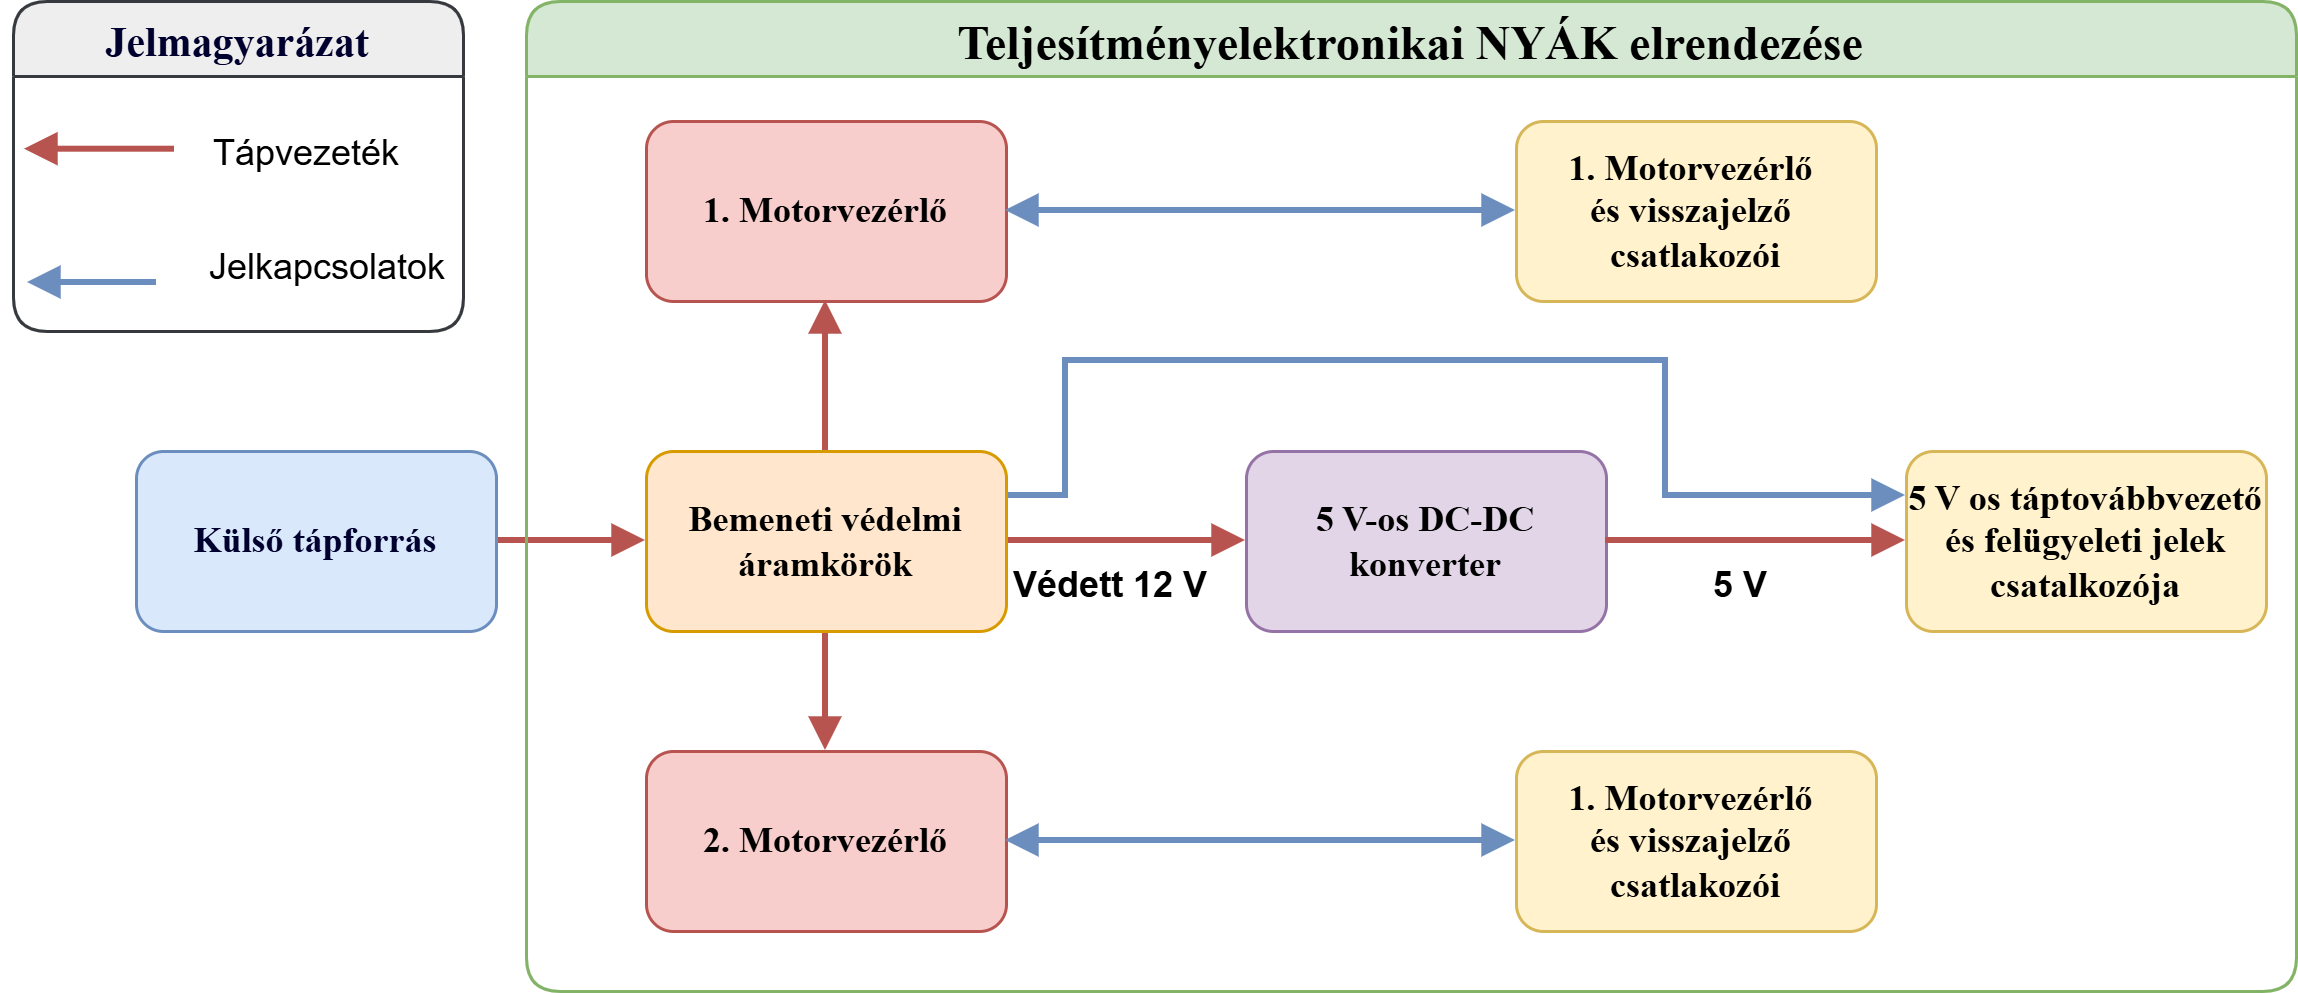 Jelmagyarázat
Tápvezeték
Jelkapcsolatok
Teljesítményelektronikai NYÁK elrendezése
1. Motorvezérlő
1. Motorvezérlő
és visszajelző
csatlakozói
Külső tápforrás
Bemeneti védelmi
áramkörök
Védett 12 V
5 V-os DC-DC
konverter
5 V
5 V os táptovábbvezető
és felügyeleti jelek
csatalkozója
2. Motorvezérlő
1. Motorvezérlő
és visszajelző
csatlakozói